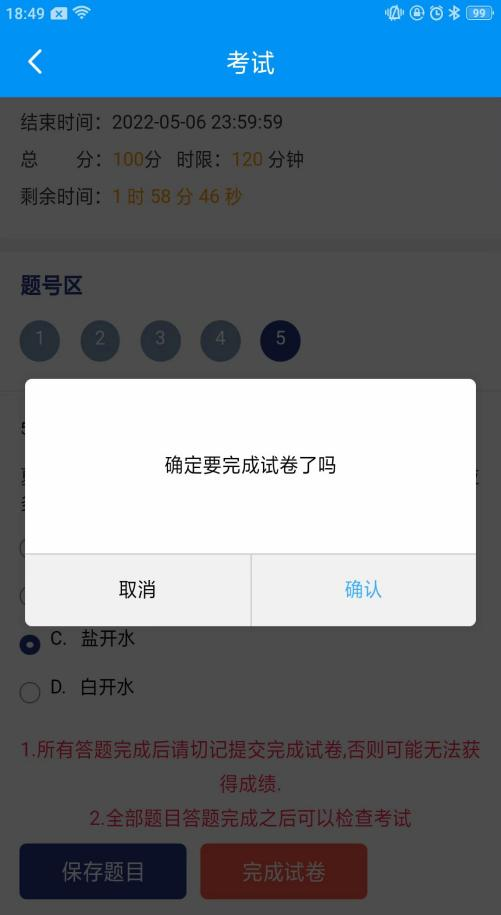 18:49
99
考试
结束时间：2022-05-06 23:59:59
总 分：100分 时限：120 分钟
剩余时间：1 时 58 分 46 秒
题号区
1 2 3 4 5
确定要完成试卷了吗
取消 确认
C. 盐开水
D. 白开水
1.所有答题完成后请切记提交完成试卷,否则可能无法获
得成绩.
2.全部题目答题完成之后可以检查考试
保存题目 完成试卷